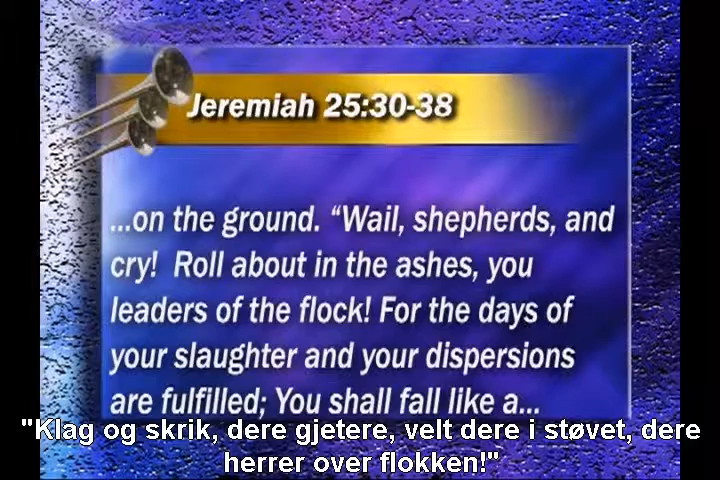 Jeremiah 25:30-38
...on the ground. “Wail, shepherds, and
cry!  Roll about in the ashes, you
leaders of the flock! For the days of
your slaughter and your dispersions
are fulfilled; You shall fall like a...
"Klag og skrik, dere gjetere, velt dere i støvet, dere
herrer over flokken!"